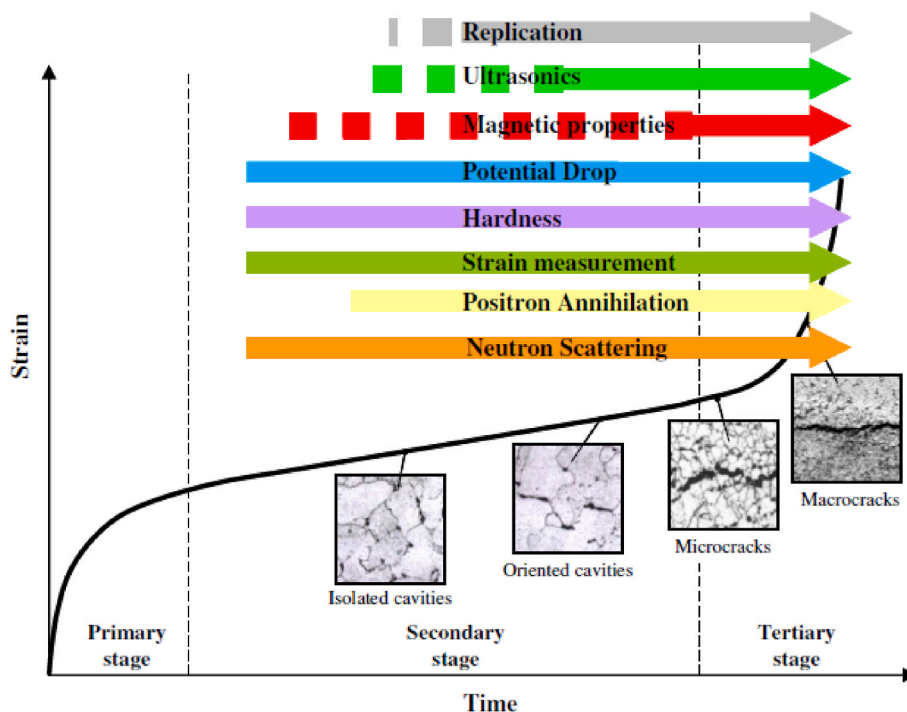 Replication
Ultrasonics
Magnetic properties
Potential Drop
Hardness
Strain measurement
Positron Annihilation
Neutron Scattering
Strain
Macrocracks
Microcracks
Oriented cavities
Isolated cavities
Primary
stage
Secondary
stage
Tertiary
stage
Time